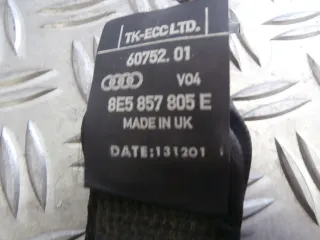 TK-ECC LTD.
60752.01
V04
8E5 857 805 E
MADE IN UK
DATE:131201